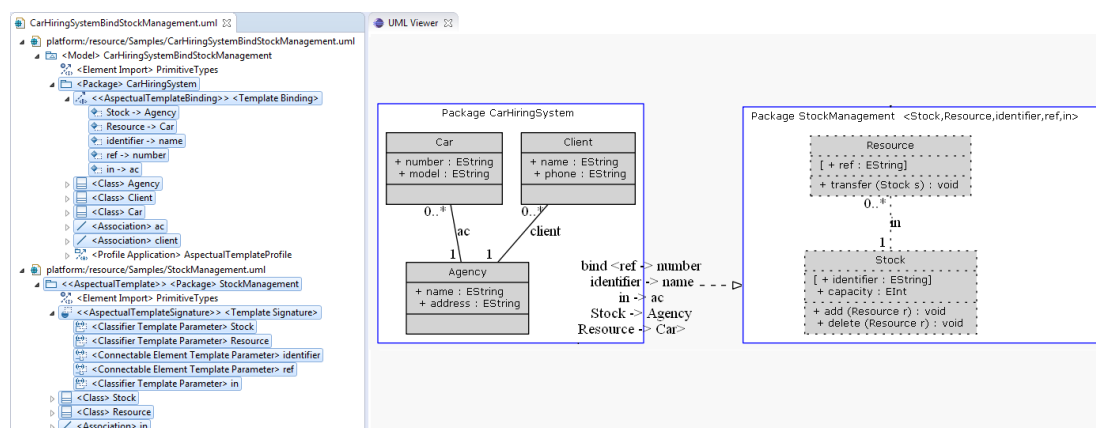 CarHiringSystemBindStockManagement.uml
platform:/resource/Samples/CarHiringSystemBindStockManagement.uml
<Model> CarHiringSystemBindStockManagement
<Element Import> PrimitiveTypes
<Package> CarHiringSystem
<<AspectualTemplateBinding>> <Template Binding>
Stock -> Agency
Resource -> Car
identifier -> name
ref -> number
in -> ac
<Class> Agency
<Class> Client
<Class> Car
<Association> ac
<Association> client
<Profile Application> AspectualTemplateProfile
platform:/resource/Samples/StockManagement.uml
<<AspectualTemplate>> <Package> StockManagement
<Element Import> PrimitiveTypes
<<AspectualTemplateSignature>> <Template Signature>
<Classifier Template Parameter> Stock
<Classifier Template Parameter> Resource
<Connectable Element Template Parameter> identifier
<Connectable Element Template Parameter> ref
<Classifier Template Parameter> in
<Class> Stock
<Class> Resource
<Association> in
UML Viewer
Package CarHiringSystem
Car
+ number : EString
+ model : EString
Client
+ name : EString
+ phone : EString
0..*
0..*
ac
client
1
1
Agency
+ name : EString
+ address : EString
bind <ref -> number
identifier -> name
in -> ac
Stock -> Agency
Resource -> Car>
Package StockManagement <Stock,Resource,identifier,ref,in>
Resource
[ + ref : EString]
+ transfer (Stock s) : void
0..*
in
1
Stock
[ + identifier : EString]
+ capacity : EInt
+ add (Resource r) : void
+ delete (Resource r) : void